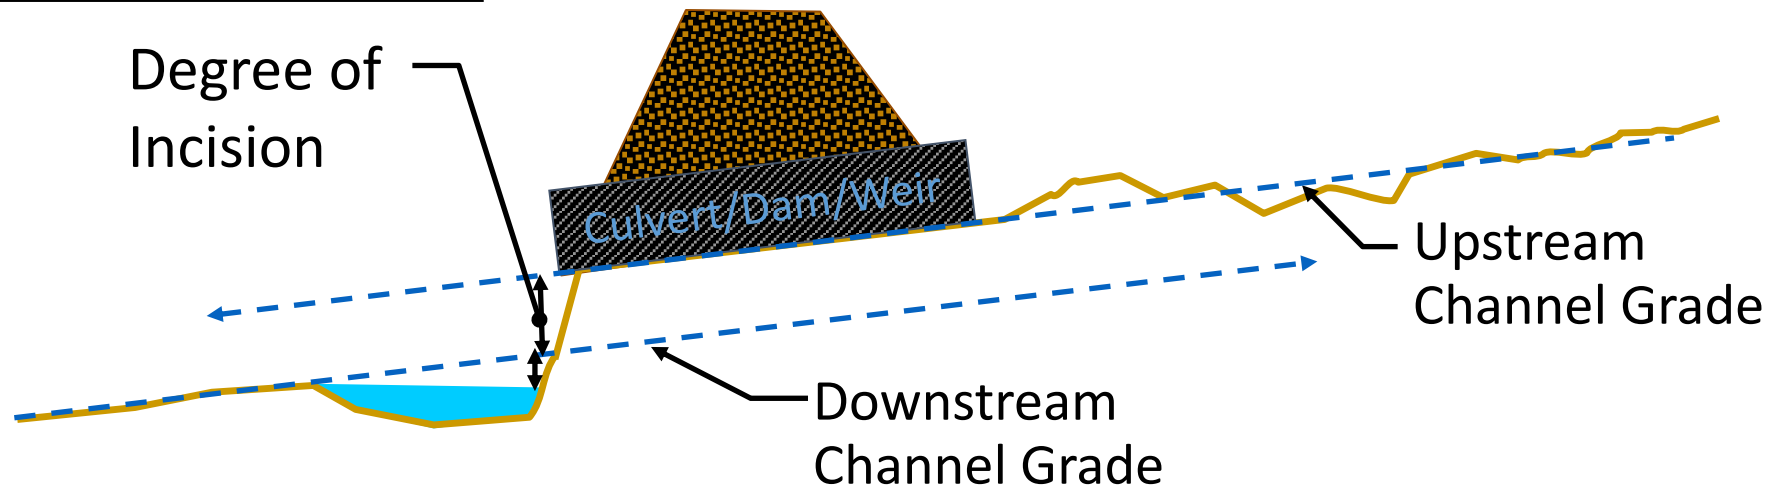 Degree of
Incision
Culvert/Dam/Weir
Upstream
Channel Grade
Downstream
Channel Grade